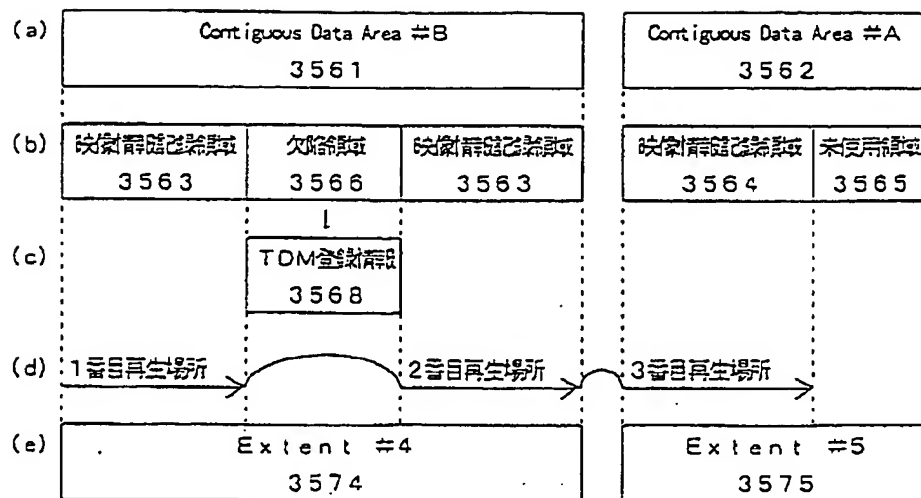 (a) Contiguous Data Area #B Contiguous Data Area #A
3561 3562
(b) 映像情報記録領域 欠陥領域 映像情報記録領域 映像情報記録領域 未使用領域
3563 3566 3563 3564 3565
(c) TDM登録情報
3568
(d) 1番目再生場所 2番目再生場所 3番目再生場所
(e) Extent #4 Extent #5
3574 3575